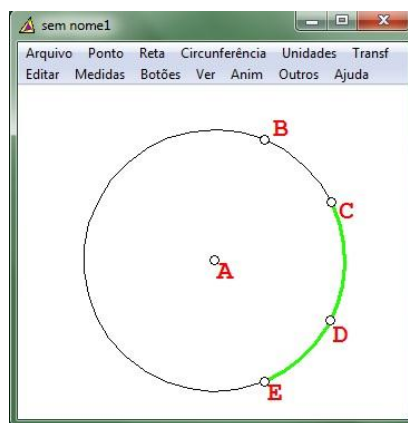 sem nome1
Arquivo Ponto Reta Circunferência Unidades Transf
Editar Medidas Botões Ver Anim Outros Ajuda
B
C
A
D
E